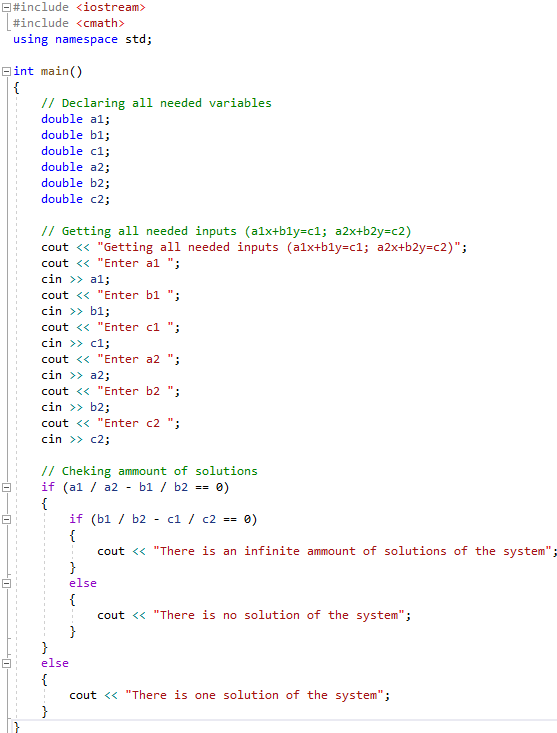 #include <iostream>
#include <cmath>
using namespace std;

int main()
{
    // Declaring all needed variables
    double a1;
    double b1;
    double c1;
    double a2;
    double b2;
    double c2;

    // Getting all needed inputs (a1x+b1y=c1; a2x+b2y=c2)
    cout << "Getting all needed inputs (a1x+b1y=c1; a2x+b2y=c2)";
    cout << "Enter a1 ";
    cin >> a1;
    cout << "Enter b1 ";
    cin >> b1;
    cout << "Enter c1 ";
    cin >> c1;
    cout << "Enter a2 ";
    cin >> a2;
    cout << "Enter b2 ";
    cin >> b2;
    cout << "Enter c2 ";
    cin >> c2;

    // Cheking ammount of solutions
    if (a1 / a2 - b1 / b2 == 0)
    {
        if (b1 / b2 - c1 / c2 == 0)
        {
            cout << "There is an infinite ammount of solutions of the system";
        }
        else
        {
            cout << "There is no solution of the system";
        }
    }
    else
    {
        cout << "There is one solution of the system";
    }
}